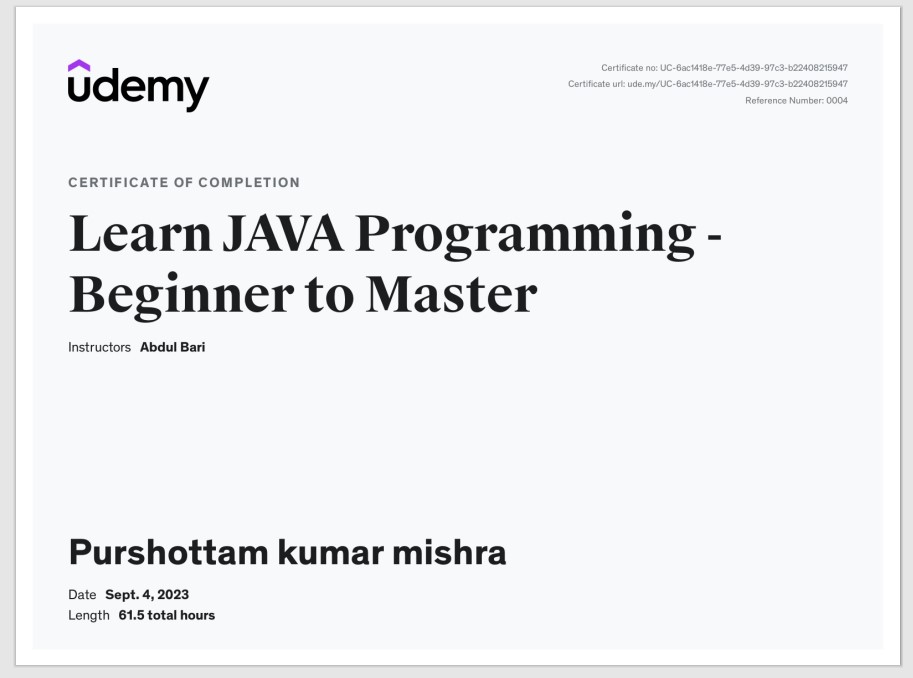 udemy
Certificate no: UC-6ac1418e-77e5-4d39-97c3-b22408215947
Certificate url: ude.my/UC-6ac1418e-77e5-4d39-97c3-b22408215947
Reference Number: 0004
CERTIFICATE OF COMPLETION
Learn JAVA Programming -
Beginner to Master
Instructors Abdul Bari
Purshottam kumar mishra
Date Sept. 4, 2023
Length 61.5 total hours